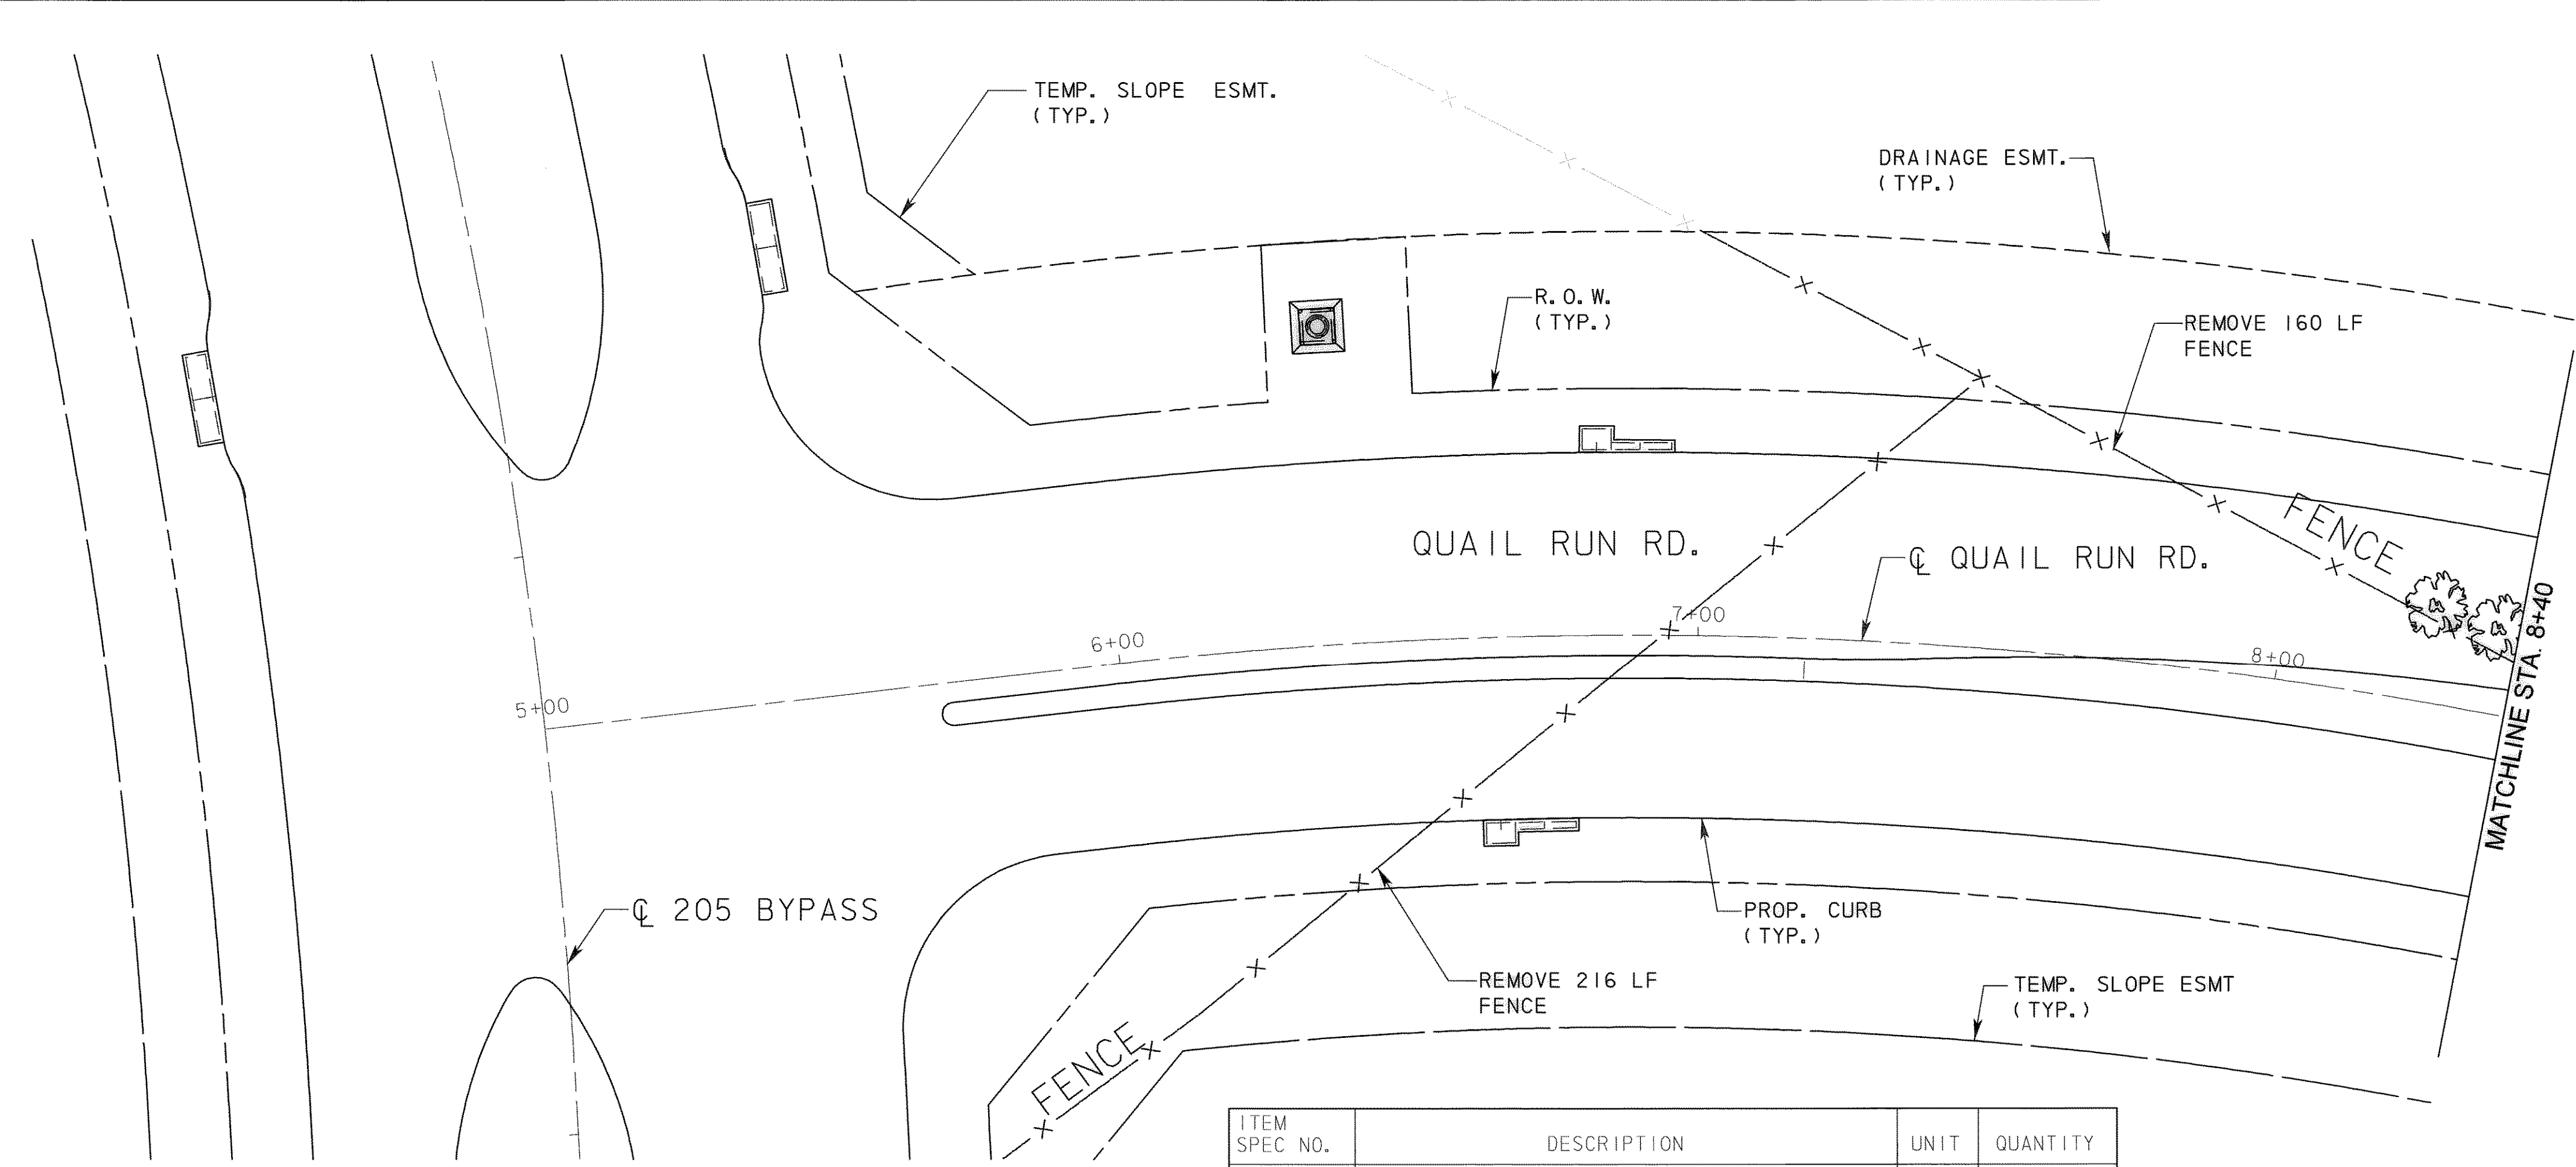 TEMP. SLOPE ESMT.
(TYP.)
DRAINAGE ESMT.
(TYP.)
R.O.W.
(TYP.)
REMOVE 160 LF
FENCE
FENCE
QUAIL RUN RD.
℄ QUAIL RUN RD.
7+00
6+00
8+00
5+00
MATCHLINE STA. 8+40
℄ 205 BYPASS
PROP. CURB
(TYP.)
REMOVE 216 LF
FENCE
TEMP. SLOPE ESMT
(TYP.)
FENCE
ITEM
SPEC NO.
DESCRIPTION
UNIT
QUANTITY